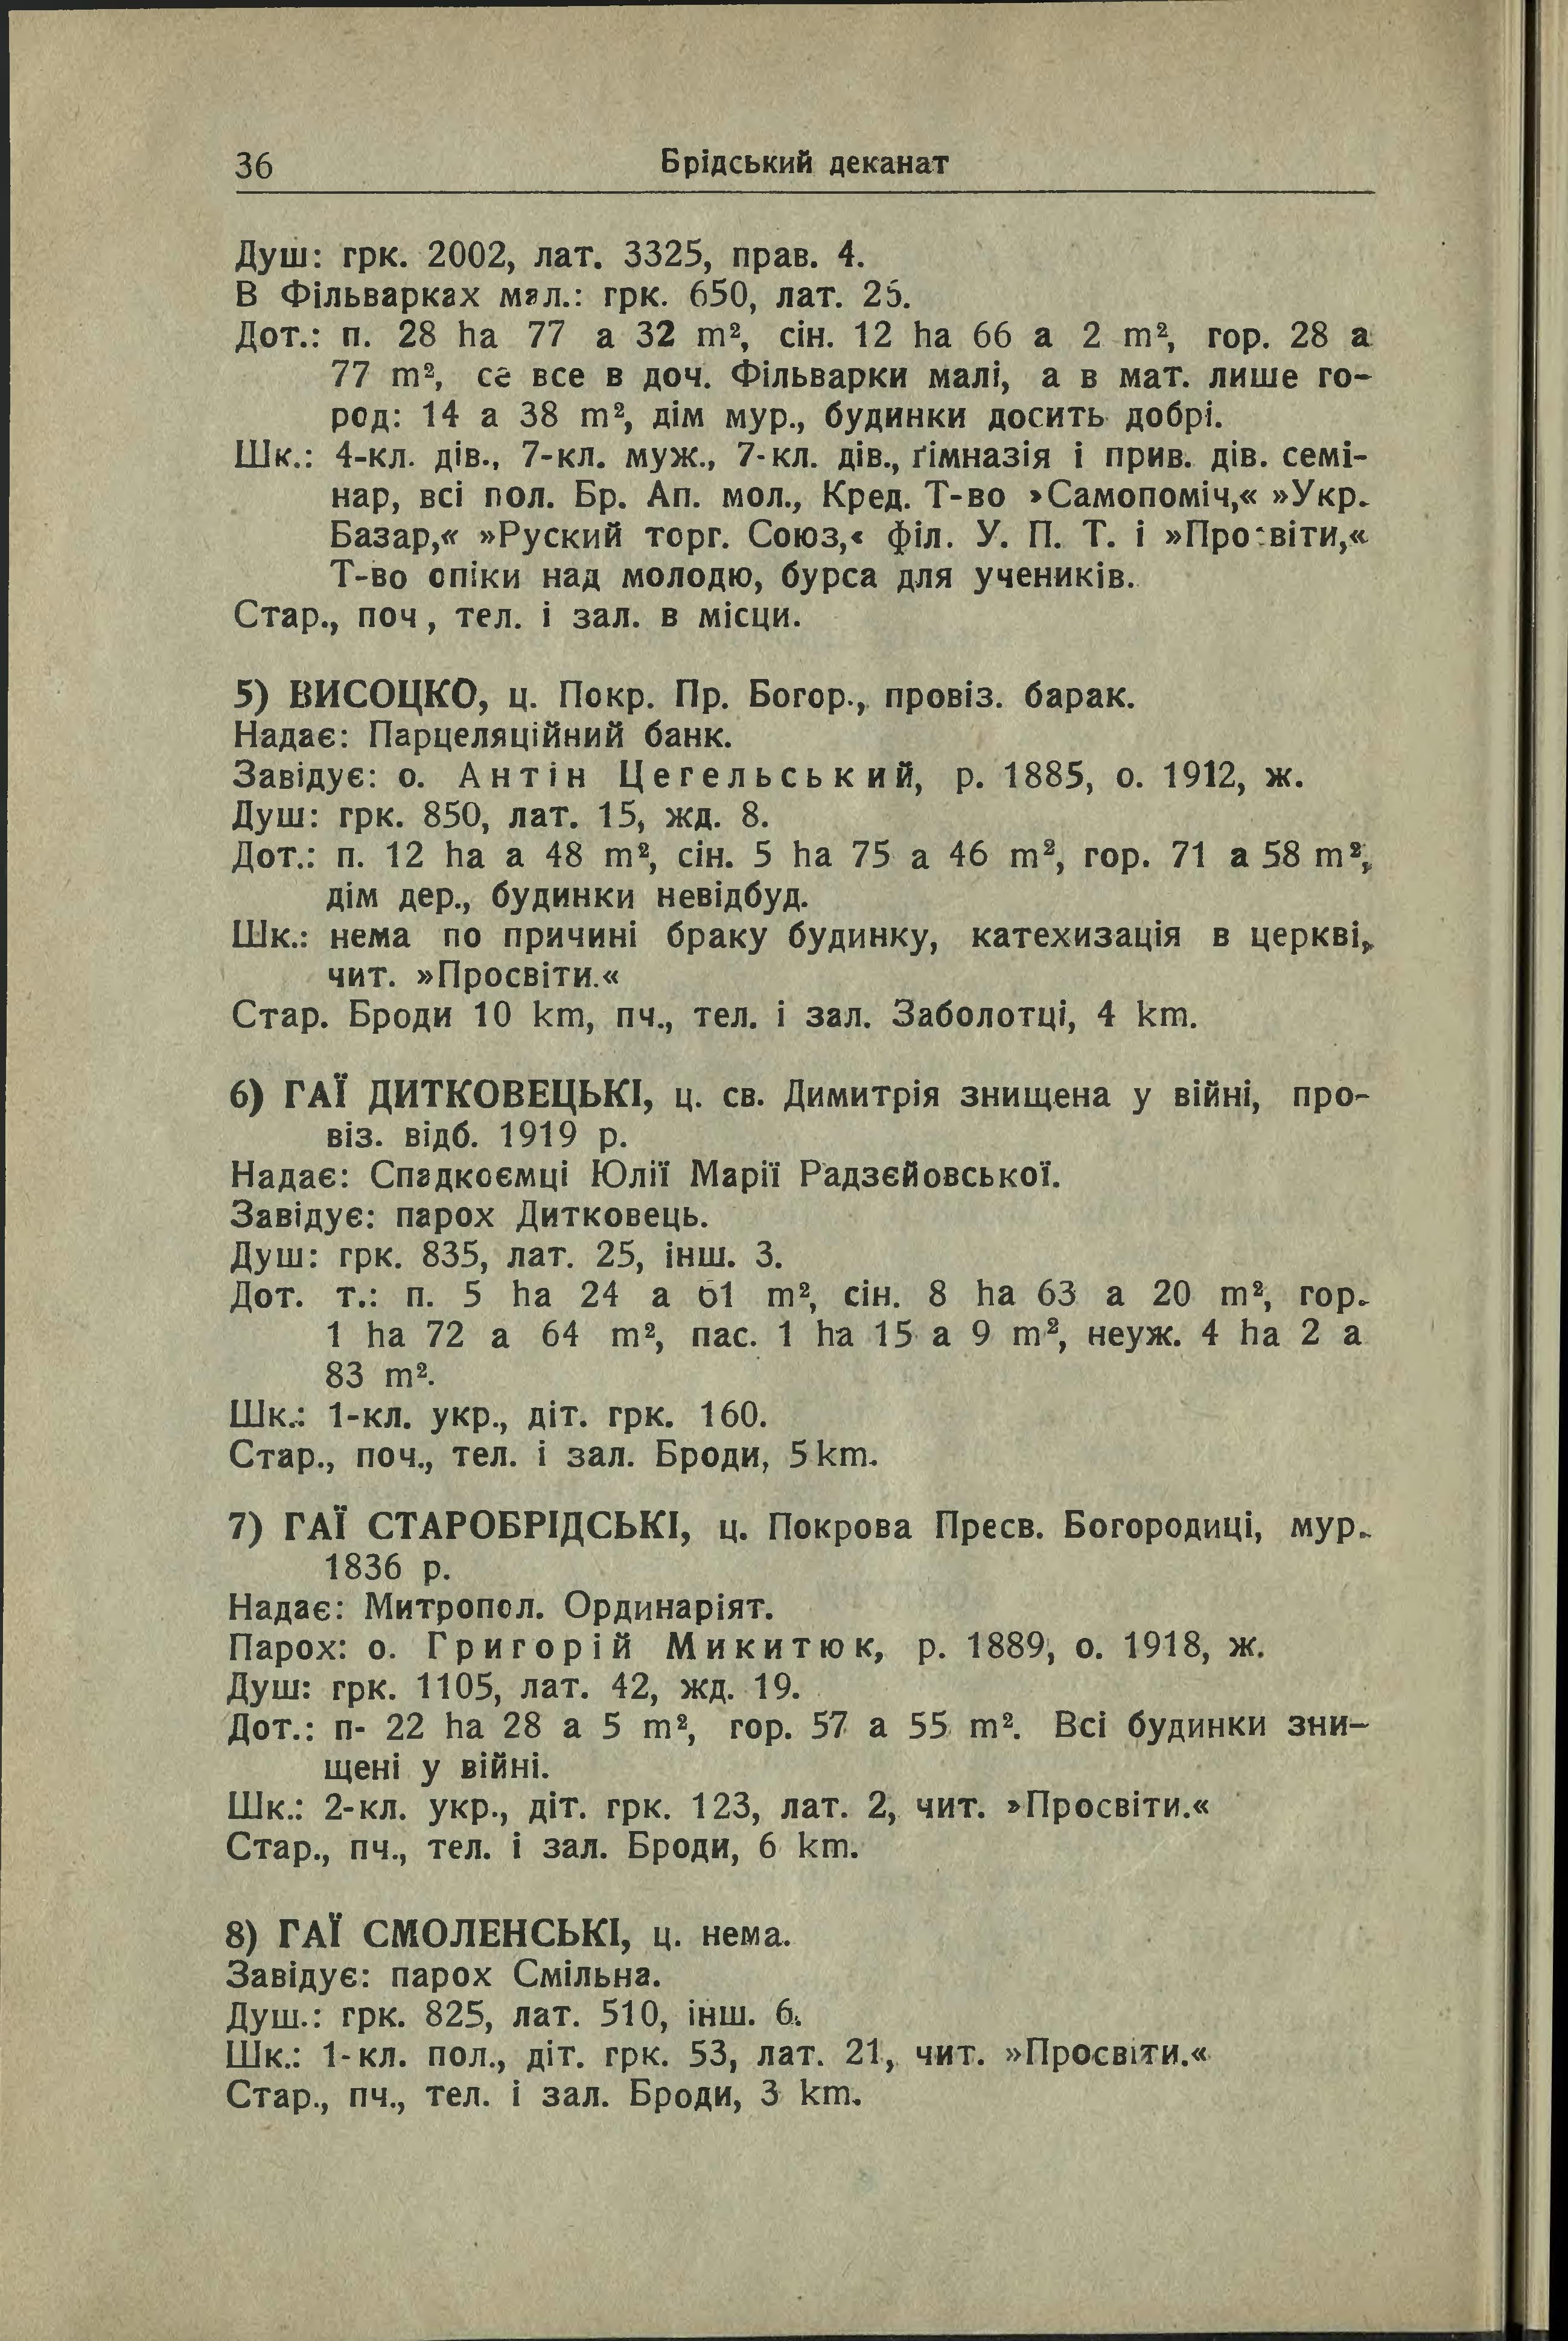 36
Брідський деканат
Душ: грк. 2002, лат. 3325, прав. 4.
В Фільварках мал.: грк. 650, лат. 25.
Дот.: п. 28 ha 77 a 32 m², сін. 12 ha 66 a 2 m², гор. 28 a
77 m², се все в доч. Фільварки малі, а в мат. лише го-
род: 14 a 38 m², дім мур., будинки досить добрі.
Шк.: 4-кл. дів., 7-кл. муж., 7-кл. дів., ґімназія і прив. дів. семі-
нар, всі пол. Бр. Ап. мол., Кред. Т-во »Самопоміч,« »Укр.
Базар,« »Руский торг. Союз,« філ. У. П. Т. і »Просвіти,«
Т-во опіки над молодю, бурса для учеників.
Стар., поч, тел. і зал. в місци.
5) ВИСОЦКО, ц. Покр. Пр. Богор., провіз. барак.
Надає: Парцеляційний банк.
Завідує: о. Антін Цегельський, р. 1885, о. 1912, ж.
Душ: грк. 850, лат. 15, жд. 8.
Дот.: п. 12 ha a 48 m², сін. 5 ha 75 a 46 m², гор. 71 a 58 m²,
дім дер., будинки невідбуд.
Шк.: нема по причині браку будинку, катехизація в церкві,
чит. »Просвіти.«
Стар. Броди 10 km, пч., тел. і зал. Заболотці, 4 km.
6) ГАЇ ДИТКОВЕЦЬКІ, ц. св. Димитрія знищена у війні, про-
віз. відб. 1919 р.
Надає: Спадкоємці Юлії Марії Радзєйовської.
Завідує: парох Дитковець.
Душ: грк. 835, лат. 25, інш. 3.
Дот. т.: п. 5 ha 24 a 61 m², сін. 8 ha 63 a 20 m², гор.
1 ha 72 a 64 m², пас. 1 ha 15 a 9 m², неуж. 4 ha 2 a
83 m².
Шк.: 1-кл. укр., діт. грк. 160.
Стар., поч., тел. і зал. Броди, 5 km.
7) ГАЇ СТАРОБРІДСЬКІ, ц. Покрова Пресв. Богородиці, мур.
1836 р.
Надає: Митропол. Ординаріят.
Парох: о. Григорій Микитюк, р. 1889, о. 1918, ж.
Душ: грк. 1105, лат. 42, жд. 19.
Дот.: п- 22 ha 28 a 5 m², гор. 57 a 55 m². Всі будинки зни-
щені у війні.
Шк.: 2-кл. укр., діт. грк. 123, лат. 2, чит. »Просвіти.«
Стар., пч., тел. і зал. Броди, 6 km.
8) ГАЇ СМОЛЕНСЬКІ, ц. нема.
Завідує: парох Смільна.
Душ.: грк. 825, лат. 510, інш. 6.
Шк.: 1-кл. пол., діт. грк. 53, лат. 21, чит. »Просвіти.«
Стар., пч., тел. і зал. Броди, 3 km.